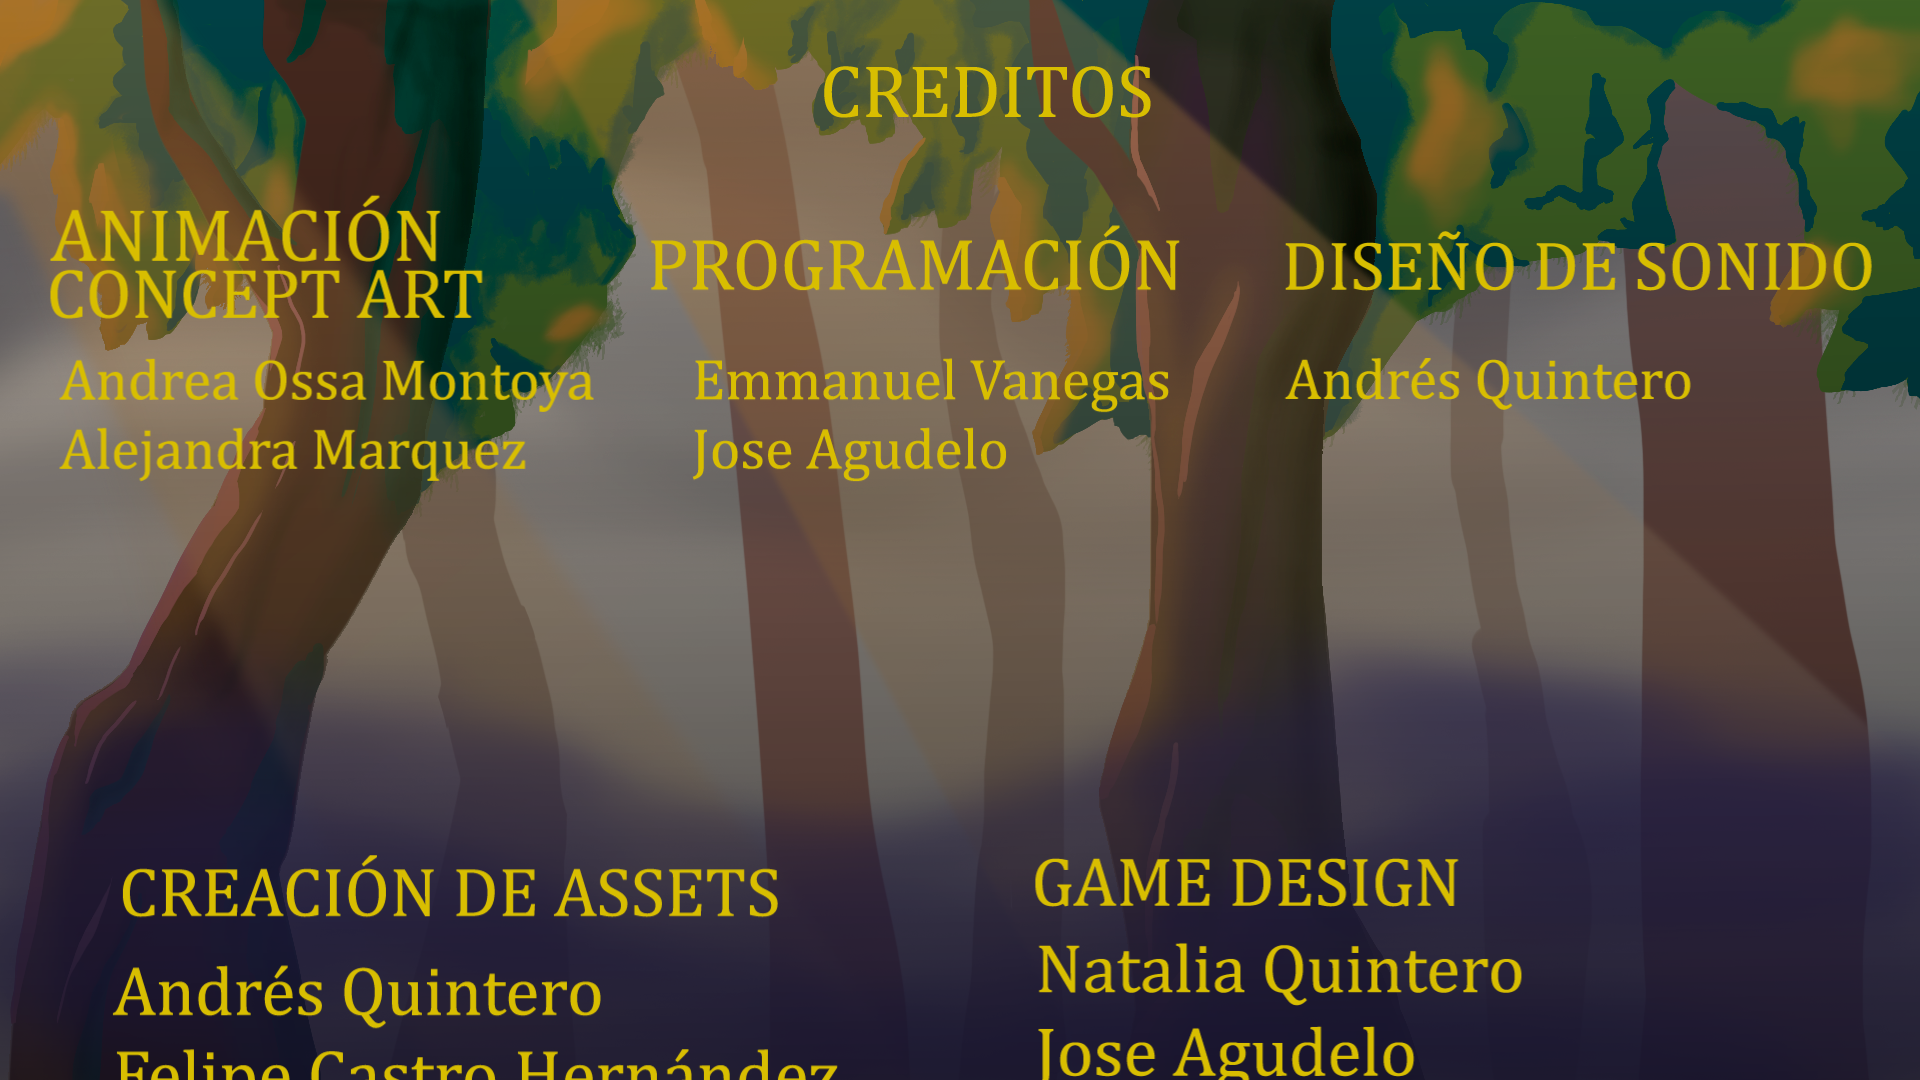 CREDITOS
ANIMACIÓN
CONCEPT ART
Andrea Ossa Montoya
Alejandra Marquez
PROGRAMACIÓN
Emmanuel Vanegas
Jose Agudelo
DISEÑO DE SONIDO
Andrés Quintero
CREACIÓN DE ASSETS
Andrés Quintero
Felipe Castro Hernández
GAME DESIGN
Natalia Quintero
Jose Agudelo